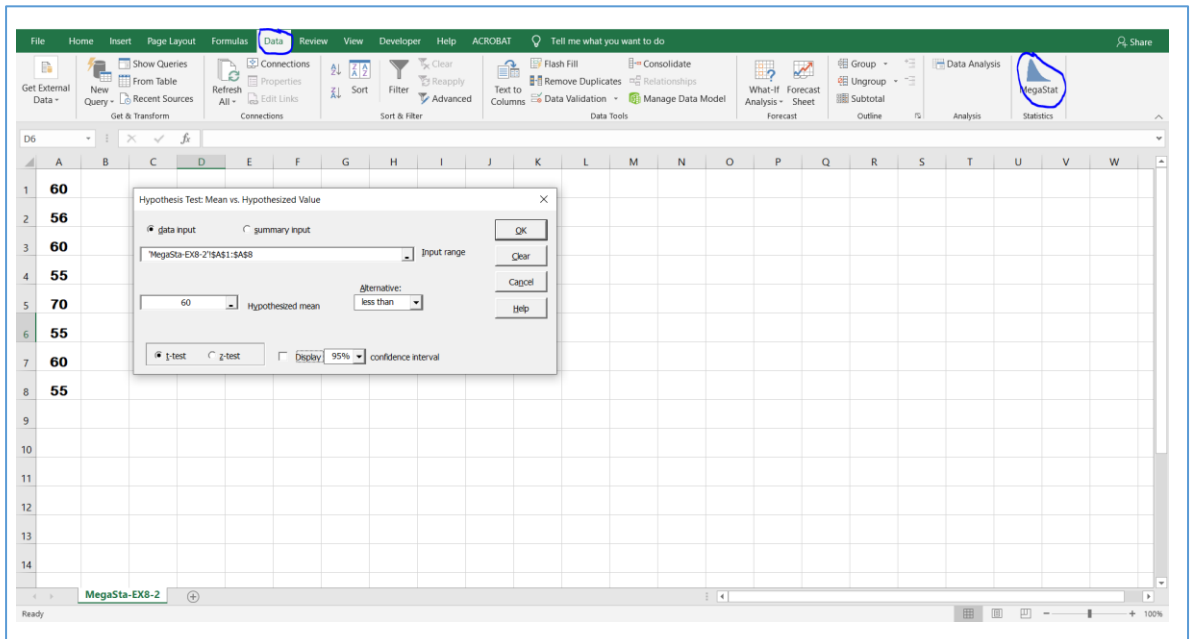 File Home Insert Page Layout Formulas Data Review View Developer Help ACROBAT Tell me what you want to do Share
Get External Data
New Query
Show Queries
From Table
Recent Sources
Get & Transform
Refresh All
Connections
Properties
Edit Links
Connections
Sort
Filter
Clear
Reapply
Advanced
Sort & Filter
Text to Columns
Flash Fill
Remove Duplicates
Data Validation
Consolidate
Relationships
Manage Data Model
Data Tools
What-If Analysis
Forecast Sheet
Forecast
Group
Ungroup
Subtotal
Outline
Data Analysis
Analysis
MegaStat
Statistics
D6 fx
A B C D E F G H I J K L M N O P Q R S T U V W
1 60
2 56
3 60
4 55
5 70
6 55
7 60
8 55
9
10
11
12
13
14
Hypothesis Test: Mean vs. Hypothesized Value
data input summary input OK
'MegaSta-EX8-2'!$A$1:$A$8 Input range Clear
Cancel
Alternative:
60 Hypothesized mean less than Help
t-test z-test Display 95% confidence interval
MegaSta-EX8-2
Ready 100%